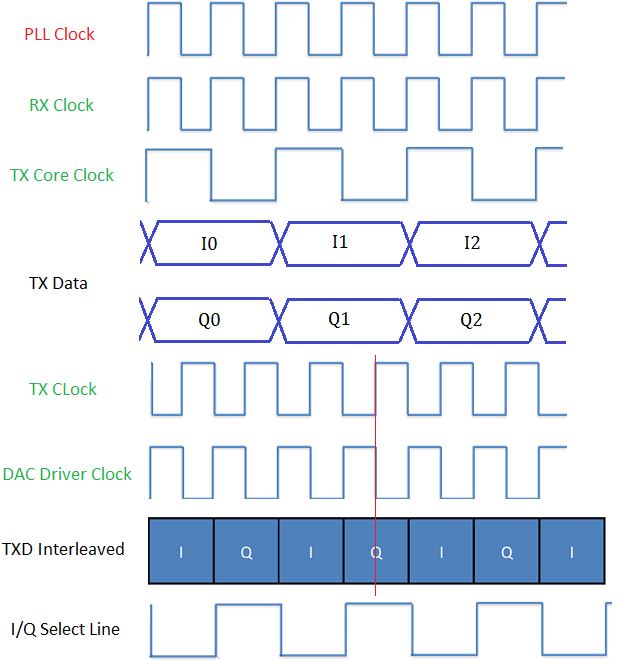 PLL Clock
RX Clock
TX Core Clock
I0 I1 I2
TX Data
Q0 Q1 Q2
TX CLock
DAC Driver Clock
TXD Interleaved I Q I Q I Q I
I/Q Select Line